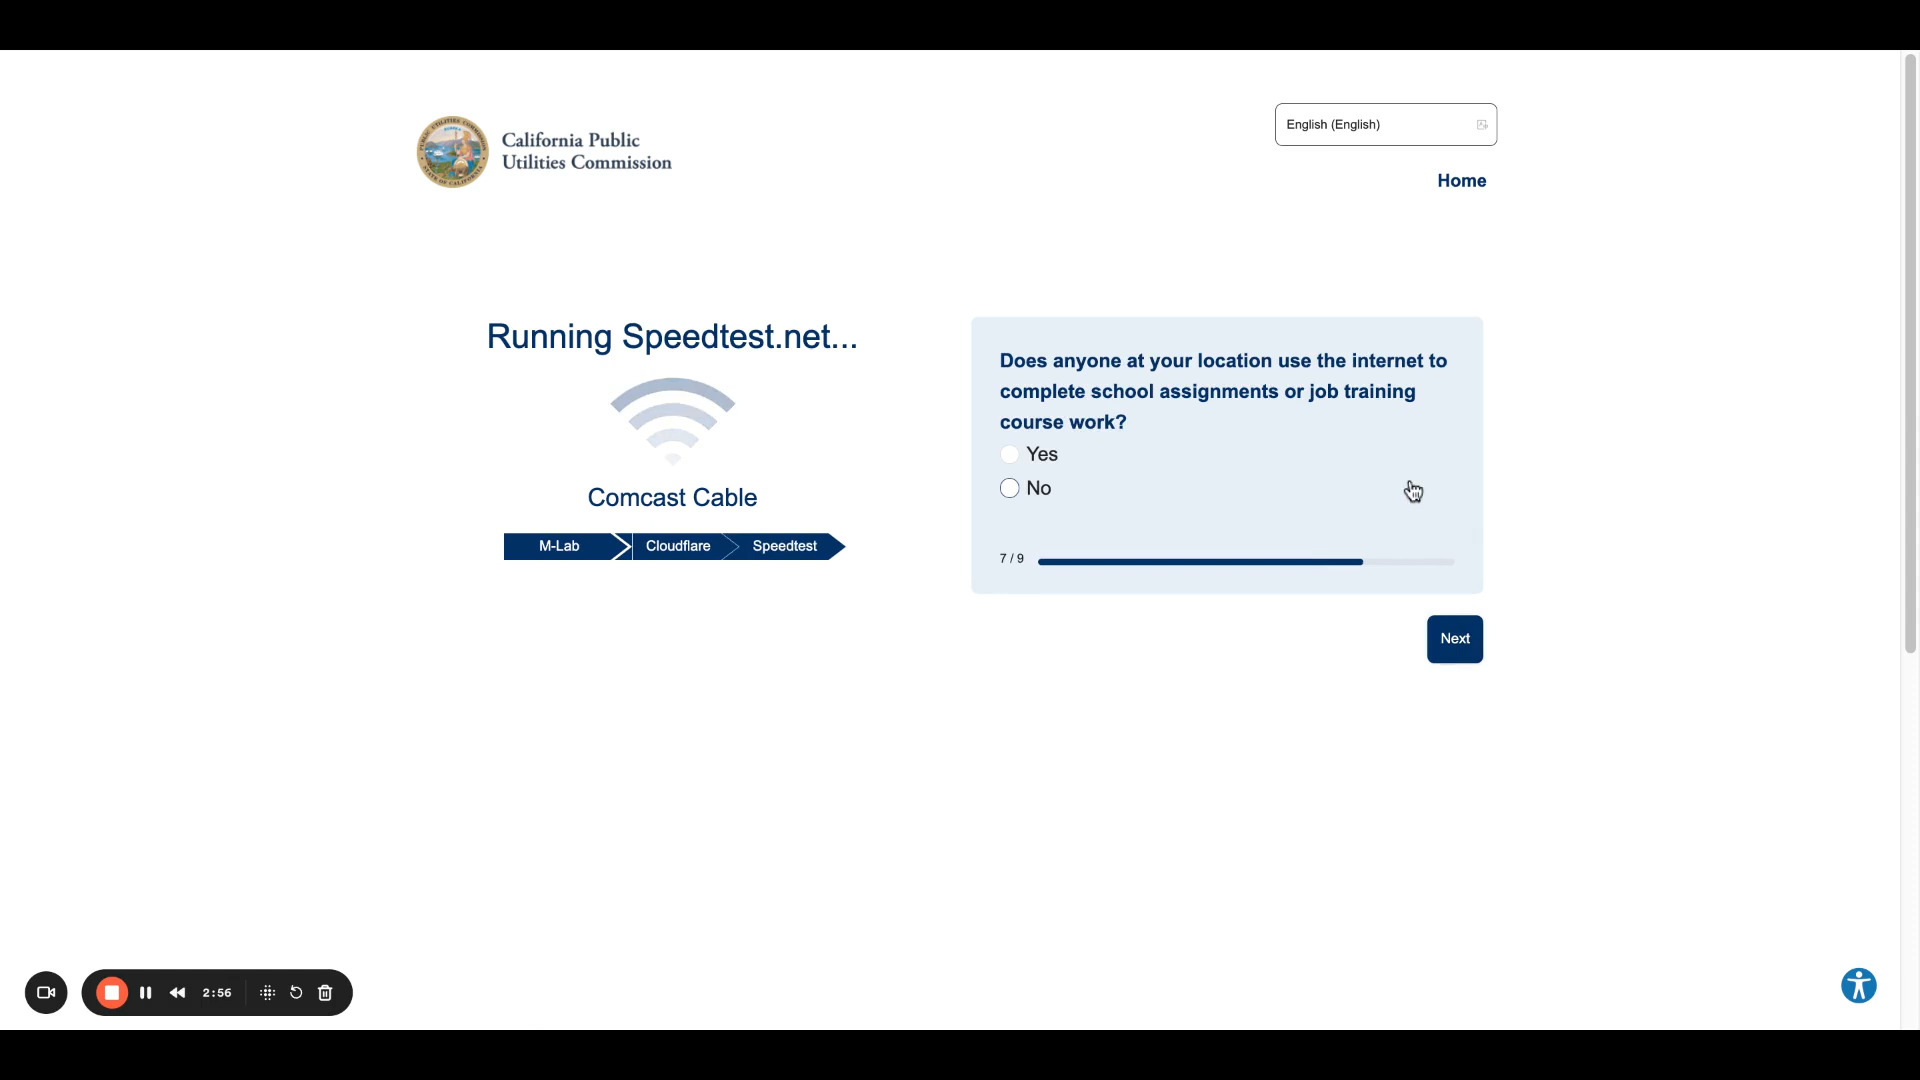 California Public
Utilities Commission
English (English)
Home
Running Speedtest.net...
Comcast Cable
M-Lab
Cloudflare
Speedtest
Does anyone at your location use the internet to
complete school assignments or job training
course work?
Yes
No
7 / 9
Next
2:56